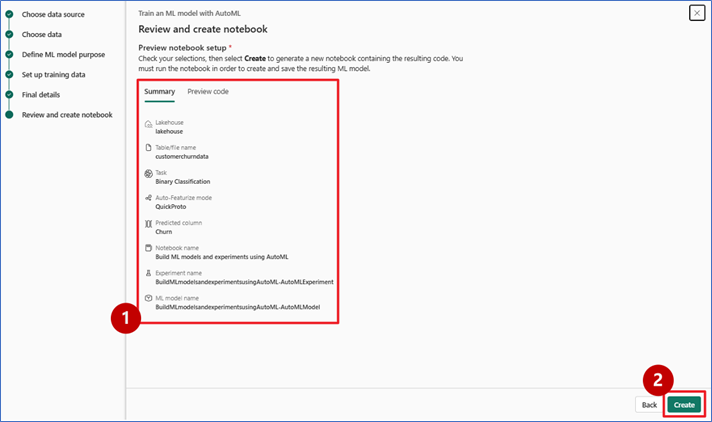 Choose data source
Choose data
Define ML model purpose
Set up training data
Final details
Review and create notebook
Train an ML model with AutoML
Review and create notebook
Preview notebook setup *
Check your selections, then select Create to generate a new notebook containing the resulting code. You
must run the notebook in order to create and save the resulting ML model.
Summary Preview code
Lakehouse
lakehouse
Table/file name
customerchurndata
Task
Binary Classification
Auto-Featurize mode
QuickProto
Predicted column
Churn
Notebook name
Build ML models and experiments using AutoML
Experiment name
BuildMLmodelsandexperimentsusingAutoML-AutoMLExperiment
ML model name
BuildMLmodelsandexperimentsusingAutoML-AutoMLModel
1
2
Back Create